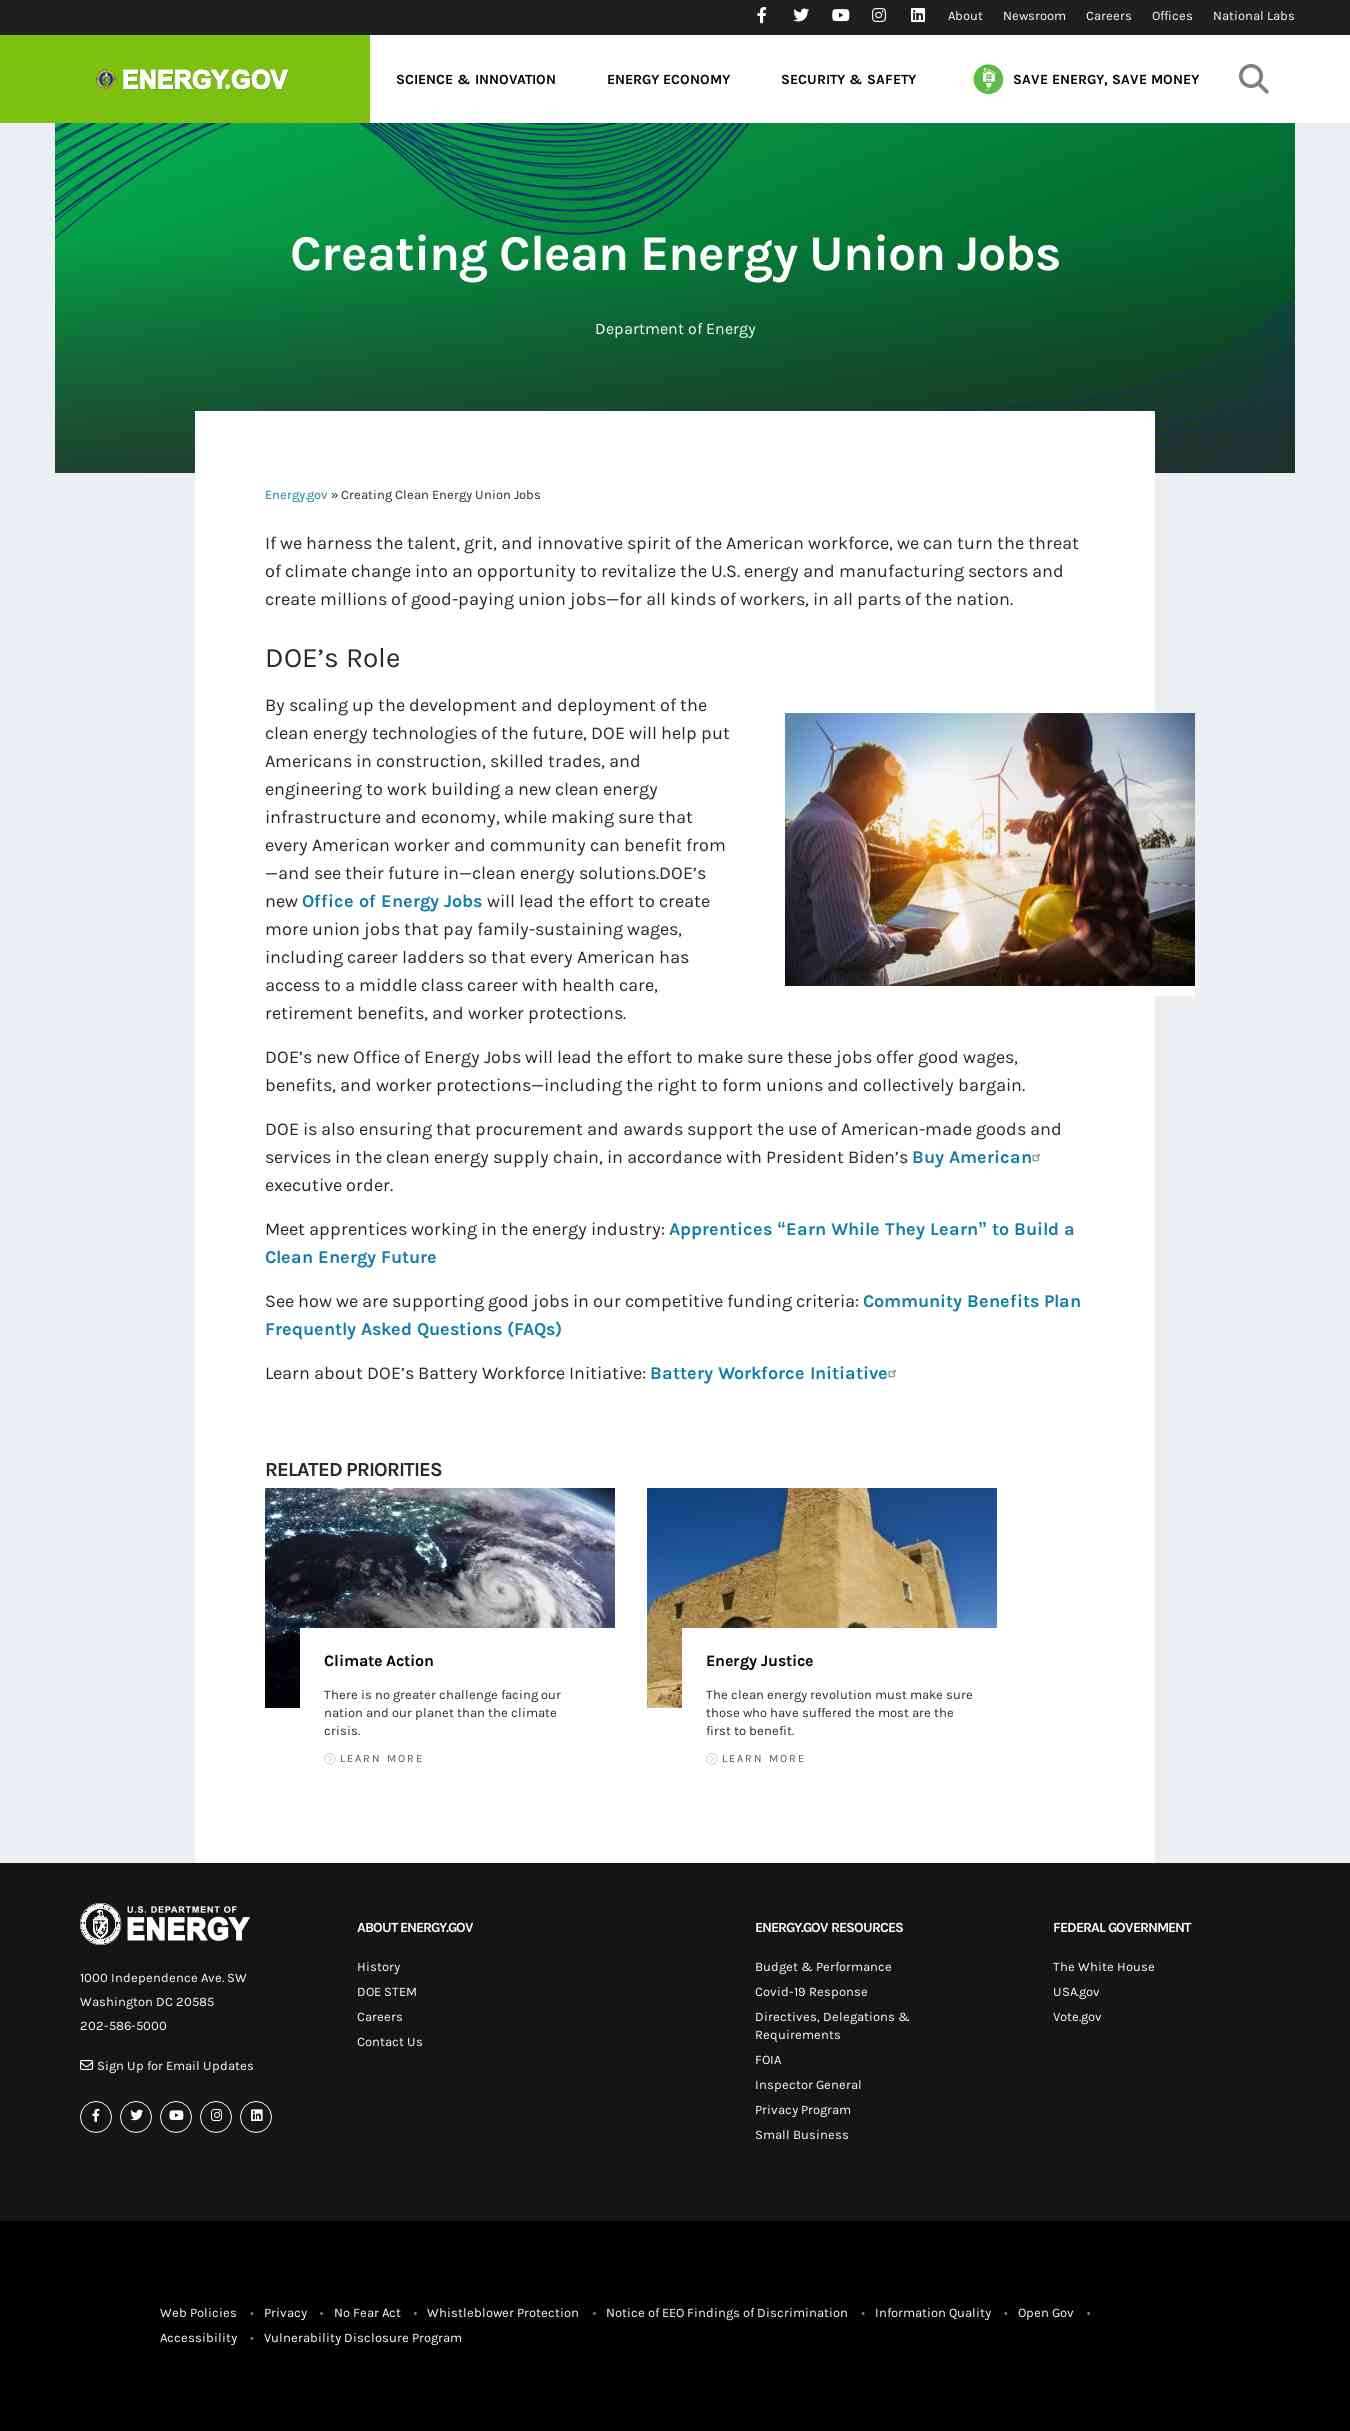 About Newsroom Careers Offices National Labs
ENERGY.GOV
SCIENCE & INNOVATION ENERGY ECONOMY SECURITY & SAFETY SAVE ENERGY, SAVE MONEY
Creating Clean Energy Union Jobs
Department of Energy
Energy.gov » Creating Clean Energy Union Jobs
If we harness the talent, grit, and innovative spirit of the American workforce, we can turn the threat
of climate change into an opportunity to revitalize the U.S. energy and manufacturing sectors and
create millions of good-paying union jobs—for all kinds of workers, in all parts of the nation.
DOE’s Role
By scaling up the development and deployment of the
clean energy technologies of the future, DOE will help put
Americans in construction, skilled trades, and
engineering to work building a new clean energy
infrastructure and economy, while making sure that
every American worker and community can benefit from
—and see their future in—clean energy solutions.DOE’s
new Office of Energy Jobs will lead the effort to create
more union jobs that pay family-sustaining wages,
including career ladders so that every American has
access to a middle class career with health care,
retirement benefits, and worker protections.
DOE’s new Office of Energy Jobs will lead the effort to make sure these jobs offer good wages,
benefits, and worker protections—including the right to form unions and collectively bargain.
DOE is also ensuring that procurement and awards support the use of American-made goods and
services in the clean energy supply chain, in accordance with President Biden’s Buy American
executive order.
Meet apprentices working in the energy industry: Apprentices “Earn While They Learn” to Build a
Clean Energy Future
See how we are supporting good jobs in our competitive funding criteria: Community Benefits Plan
Frequently Asked Questions (FAQs)
Learn about DOE’s Battery Workforce Initiative: Battery Workforce Initiative
RELATED PRIORITIES
Climate Action
There is no greater challenge facing our
nation and our planet than the climate
crisis.
LEARN MORE
Energy Justice
The clean energy revolution must make sure
those who have suffered the most are the
first to benefit.
LEARN MORE
U.S. DEPARTMENT OF
ENERGY
1000 Independence Ave. SW
Washington DC 20585
202-586-5000
Sign Up for Email Updates
ABOUT ENERGY.GOV
History
DOE STEM
Careers
Contact Us
ENERGY.GOV RESOURCES
Budget & Performance
Covid-19 Response
Directives, Delegations &
Requirements
FOIA
Inspector General
Privacy Program
Small Business
FEDERAL GOVERNMENT
The White House
USA.gov
Vote.gov
Web Policies • Privacy • No Fear Act • Whistleblower Protection • Notice of EEO Findings of Discrimination • Information Quality • Open Gov •
Accessibility • Vulnerability Disclosure Program